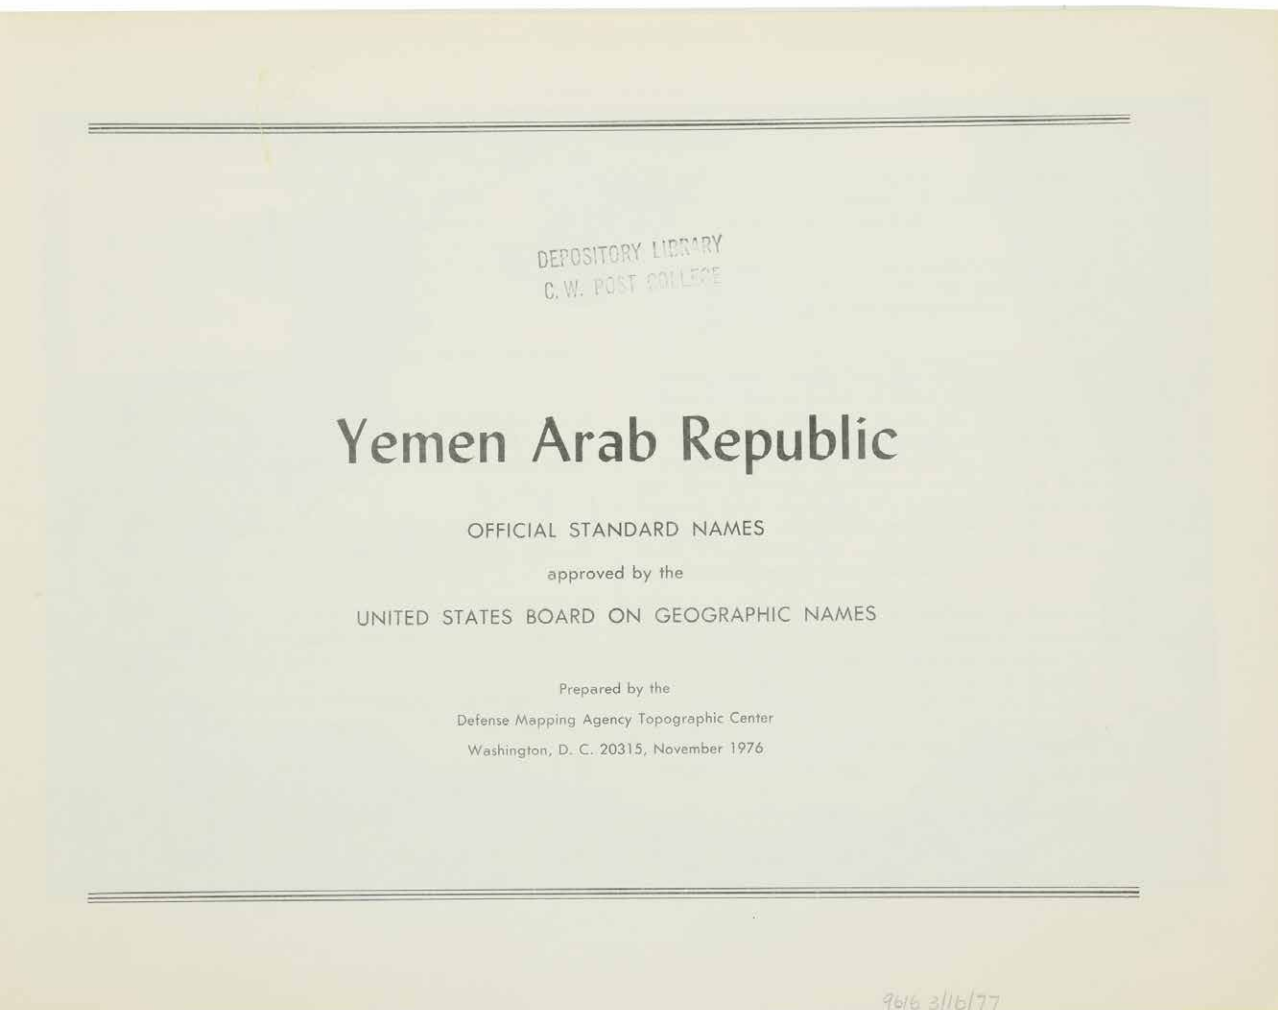 DEPOSITORY LIBRARY
C. W. POST COLLEGE
Yemen Arab Republic
OFFICIAL STANDARD NAMES
approved by the
UNITED STATES BOARD ON GEOGRAPHIC NAMES
Prepared by the
Defense Mapping Agency Topographic Center
Washington, D. C. 20315, November 1976
9616 3/16/77